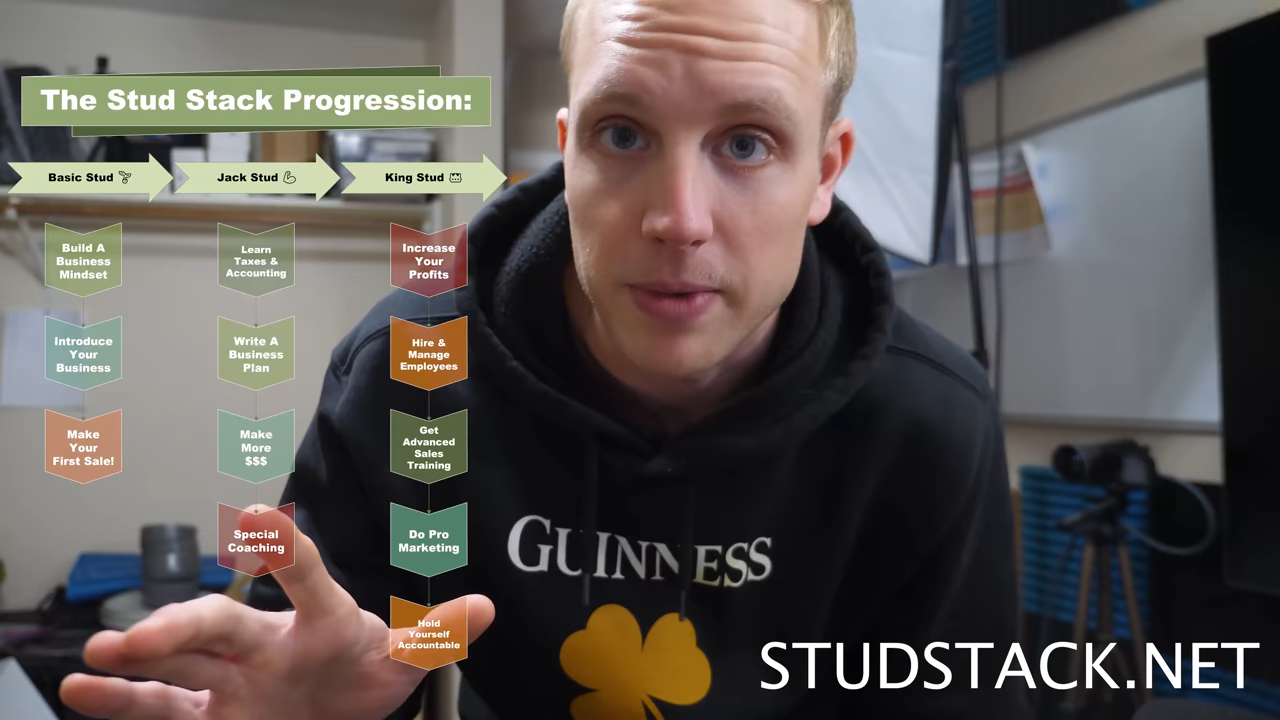 The Stud Stack Progression:
Basic Stud
Jack Stud
King Stud
Build A
Business
Mindset
Introduce
Your
Business
Make
Your
First Sale!
Learn
Taxes &
Accounting
Write A
Business
Plan
Make
More
$$$
Special
Coaching
Increase
Your
Profits
Hire &
Manage
Employees
Get
Advanced
Sales
Training
Do Pro
Marketing
Hold
Yourself
Accountable
GUINNESS
STUDSTACK.NET